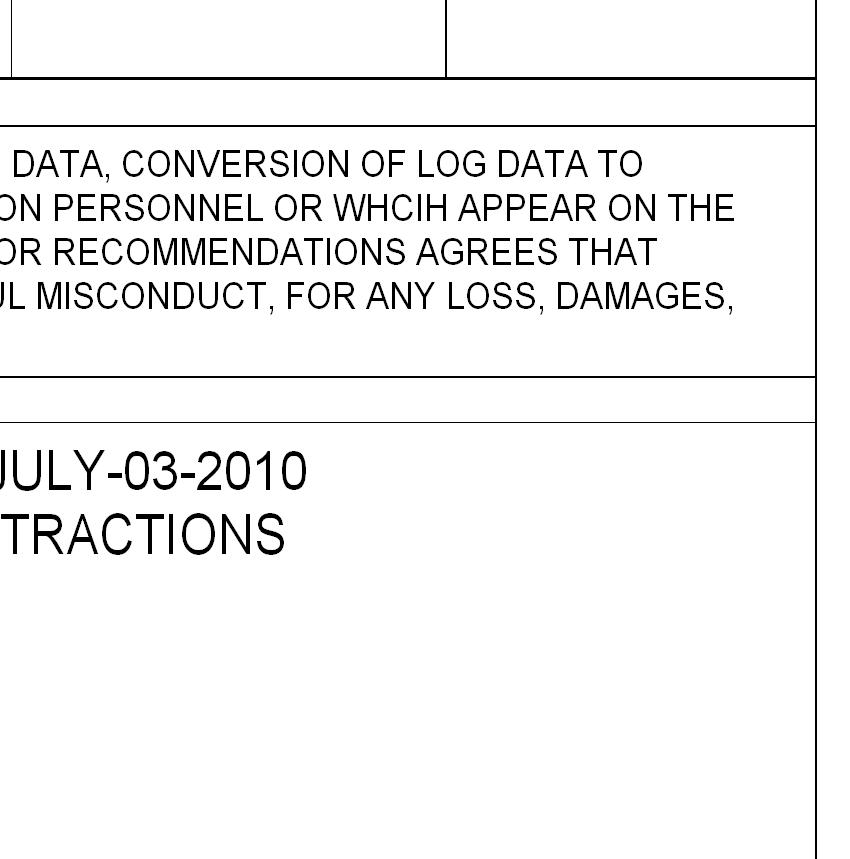 DATA, CONVERSION OF LOG DATA TO
ON PERSONNEL OR WHCIH APPEAR ON THE
OR RECOMMENDATIONS AGREES THAT
UL MISCONDUCT, FOR ANY LOSS, DAMAGES,
JULY-03-2010
TRACTIONS